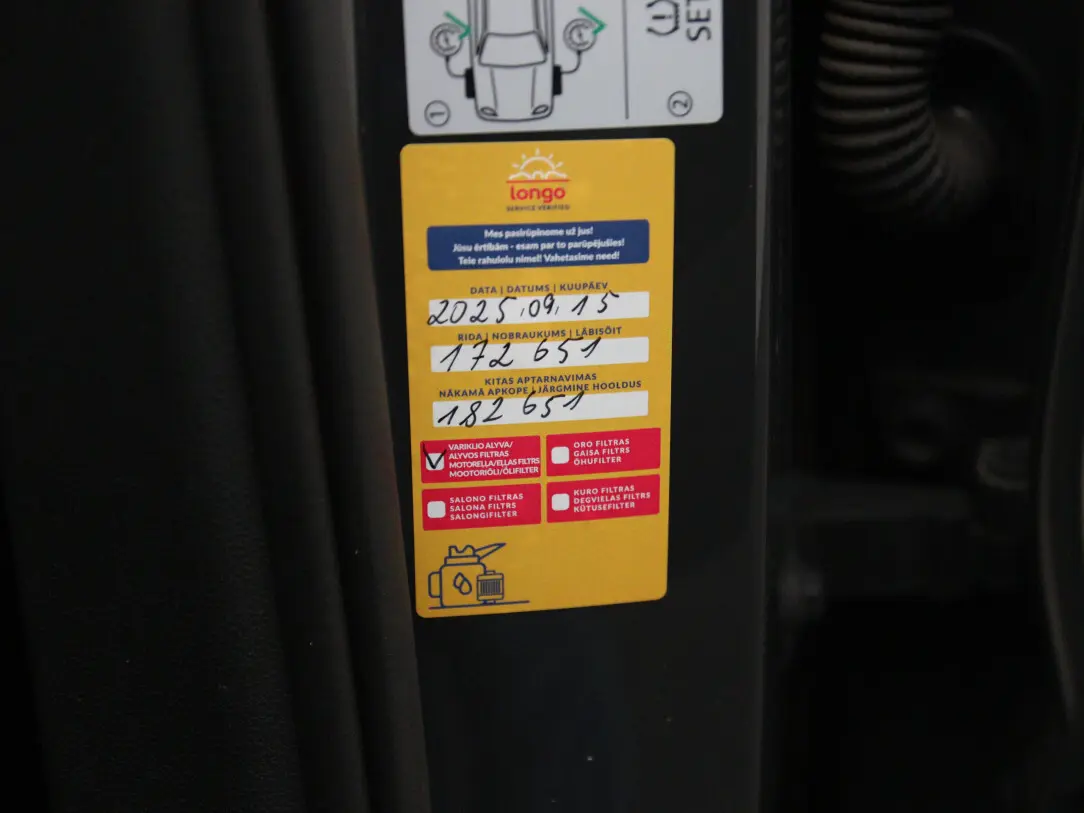 1
2
SET
longo
SERVICE VERIFIED
Mes pasirūpinome už jus!
Jūsu ērtībām - esam par to parūpējušies!
Teie rahulolu nimel! Vahetasime need!
DATA | DATUMS | KUUPÄEV
2025.09.15
RIDA | NOBRAUKUMS | LÄBISÕIT
172 651
KITAS APTARNAVIMAS
NĀKAMĀ APKOPE | JÄRGMINE HOOLDUS
182 651
VARIKLIO ALYVA/
ALYVOS FILTRAS
MOTOREĻĻA/EĻĻAS FILTRS
MOOTORIÕLI/ÕLIFILTER
ORO FILTRAS
GAISA FILTRS
ÕHUFILTER
SALONO FILTRAS
SALONA FILTRS
SALONGIFILTER
KURO FILTRAS
DEGVIELAS FILTRS
KÜTUSEFILTER